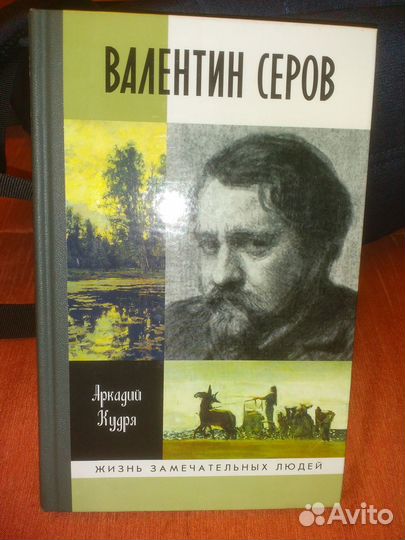 ВАЛЕНТИН СЕРОВ
Аркадий
Кудря
ЖИЗНЬ ЗАМЕЧАТЕЛЬНЫХ ЛЮДЕЙ
Avito